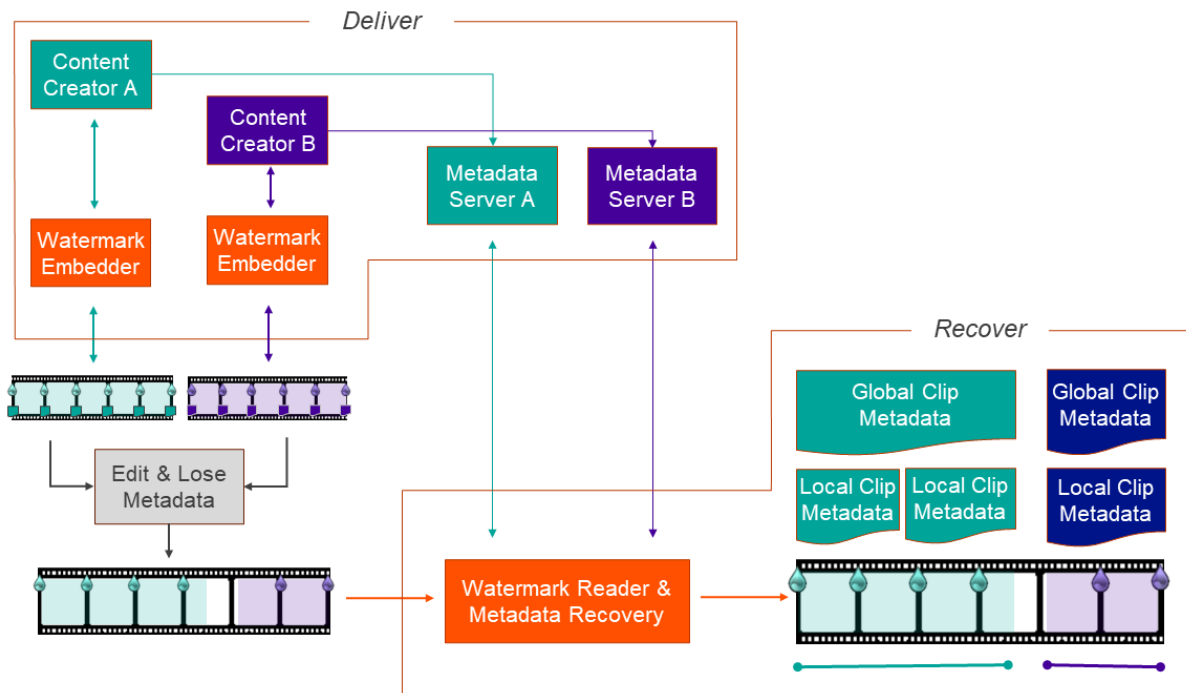 Deliver
Content
Creator A
Content
Creator B
Metadata
Server A
Metadata
Server B
Watermark
Embedder
Watermark
Embedder
Recover
Global Clip
Metadata
Global Clip
Metadata
Edit & Lose
Metadata
Local Clip
Metadata
Local Clip
Metadata
Local Clip
Metadata
Watermark Reader &
Metadata Recovery